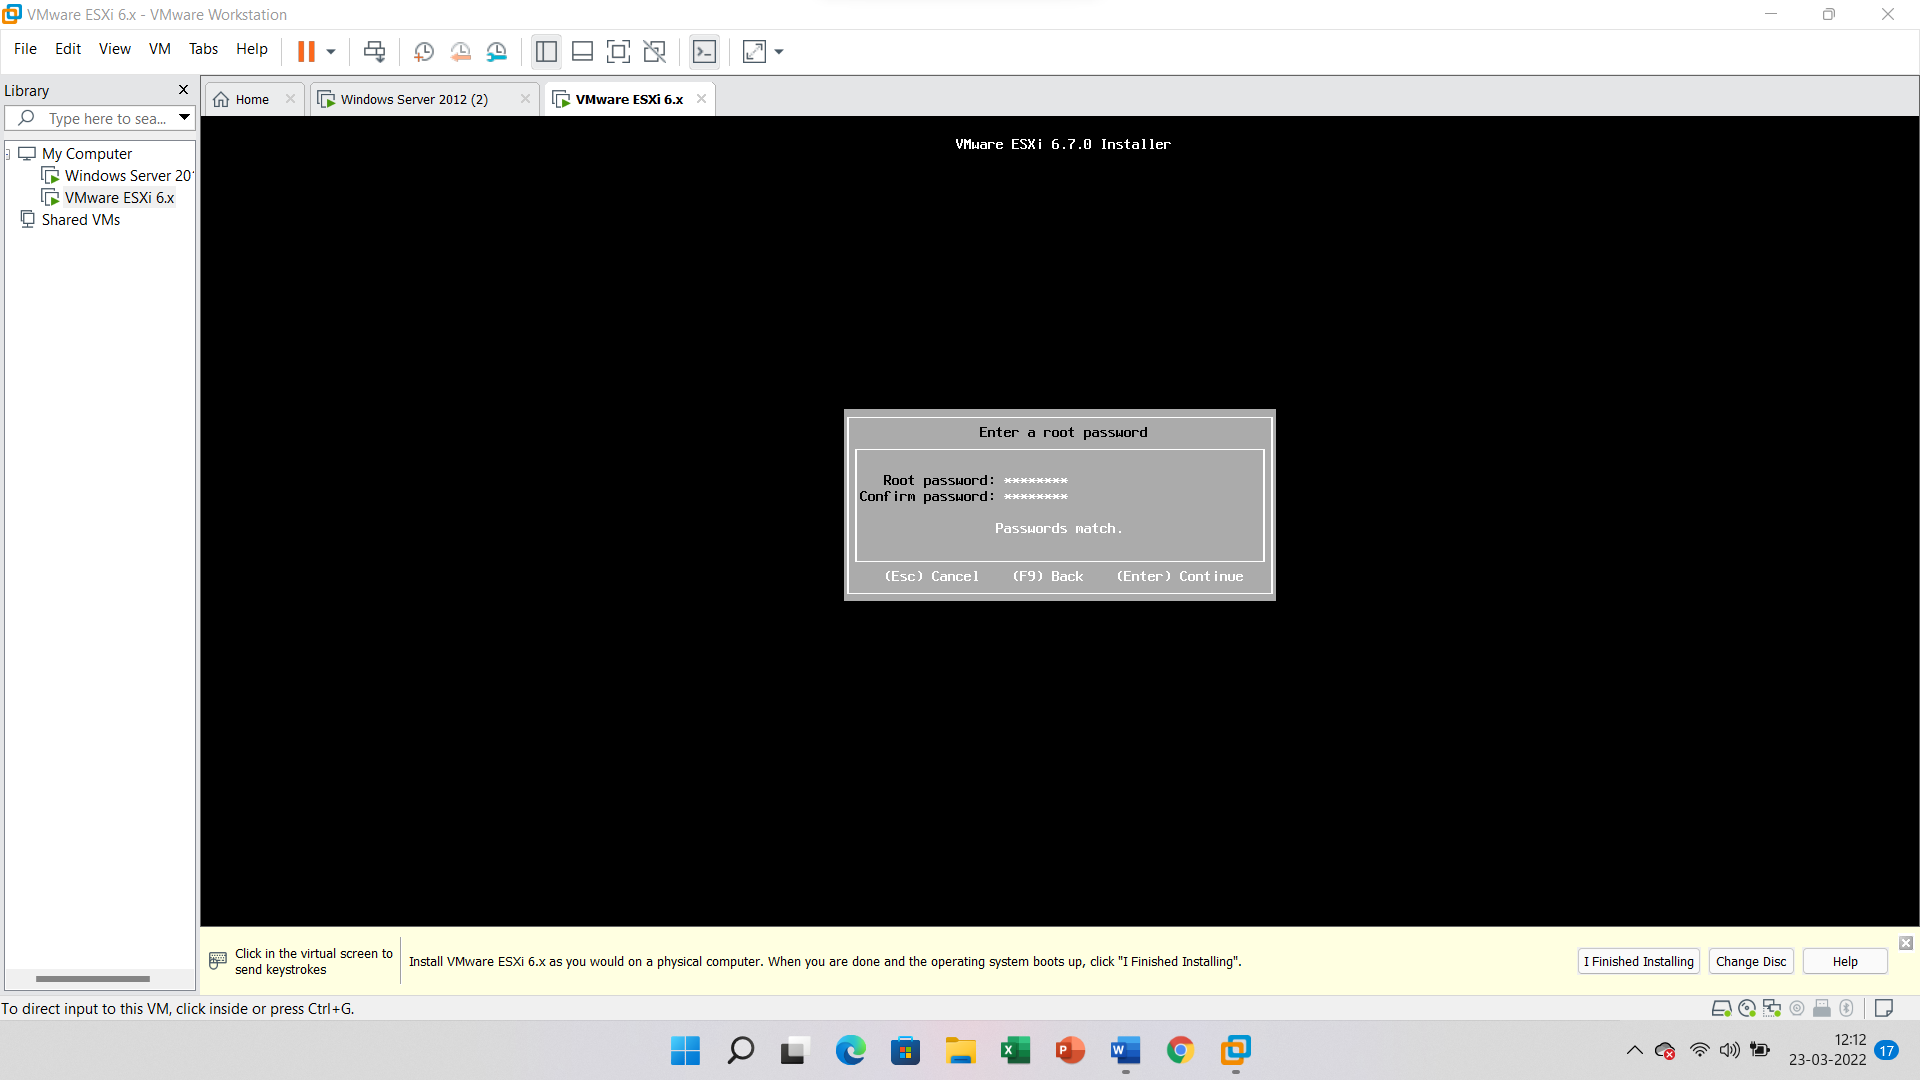 VMware ESXi 6.x - VMware Workstation
File Edit View VM Tabs Help
Library
Type here to sea...
Home
Windows Server 2012 (2)
VMware ESXi 6.x
My Computer
Windows Server 20
VMware ESXi 6.x
Shared VMs
VMware ESXi 6.7.0 Installer
Enter a root password
Root password: ********
Confirm password: ********
Passwords match.
(Esc) Cancel (F9) Back (Enter) Continue
Click in the virtual screen to
send keystrokes
Install VMware ESXi 6.x as you would on a physical computer. When you are done and the operating system boots up, click "I Finished Installing".
I Finished Installing
Change Disc
Help
To direct input to this VM, click inside or press Ctrl+G.
12:12
23-03-2022
17